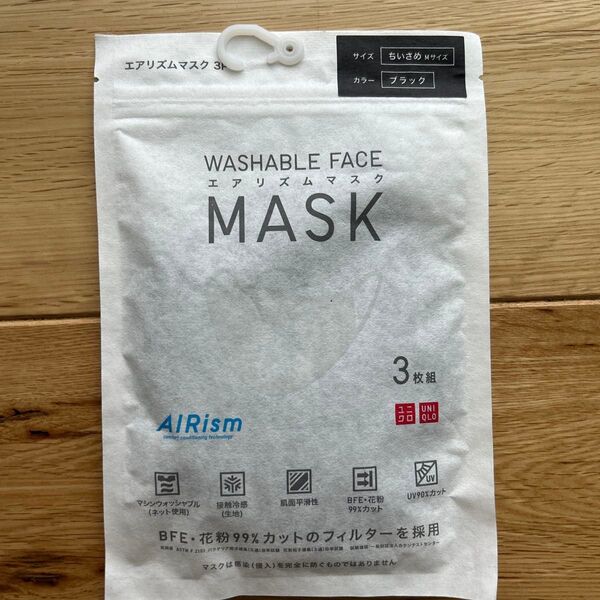 エアリズムマスク 3P
サイズ ちいさめ Mサイズ
カラー ブラック
WASHABLE FACE
エアリズムマスク
MASK
3枚組
AIRism
comfort conditioning technology
ユニクロ UNIQLO
マシンウォッシャブル
(ネット使用)
接触冷感
(生地)
肌面平滑性
BFE・花粉
99%カット
UV
UV90%カット
BFE・花粉99%カットのフィルターを採用
マスクは感染(侵入)を完全に防ぐものではありません